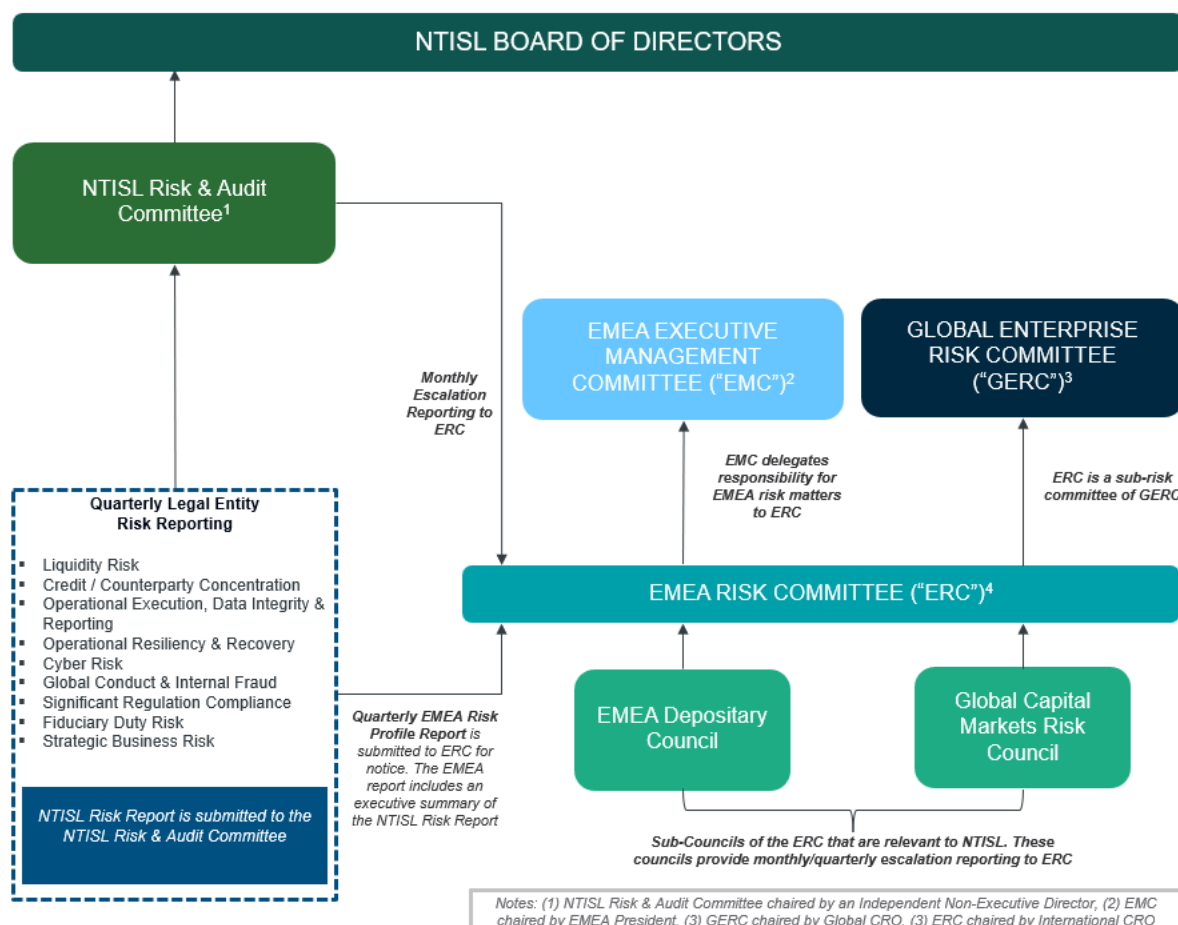 NTISL BOARD OF DIRECTORS
NTISL Risk & Audit
Committee¹
Monthly
Escalation
Reporting to
ERC
EMEA EXECUTIVE
MANAGEMENT
COMMITTEE (“EMC”)²
GLOBAL ENTERPRISE
RISK COMMITTEE
(“GERC”)³
EMC delegates
responsibility for
EMEA risk matters
to ERC
ERC is a sub-risk
committee of GERC
Quarterly Legal Entity
Risk Reporting
▪ Liquidity Risk
▪ Credit / Counterparty Concentration
▪ Operational Execution, Data Integrity &
Reporting
▪ Operational Resiliency & Recovery
▪ Cyber Risk
▪ Global Conduct & Internal Fraud
▪ Significant Regulation Compliance
▪ Fiduciary Duty Risk
▪ Strategic Business Risk
NTISL Risk Report is submitted to the
NTISL Risk & Audit Committee
EMEA RISK COMMITTEE (“ERC”)⁴
Quarterly EMEA Risk
Profile Report is
submitted to ERC for
notice. The EMEA
report includes an
executive summary of
the NTISL Risk Report
EMEA Depositary
Council
Global Capital
Markets Risk
Council
Sub-Councils of the ERC that are relevant to NTISL. These
councils provide monthly/quarterly escalation reporting to ERC
Notes: (1) NTISL Risk & Audit Committee chaired by an Independent Non-Executive Director, (2) EMC
chaired by EMEA President, (3) GERC chaired by Global CRO, (3) ERC chaired by International CRO